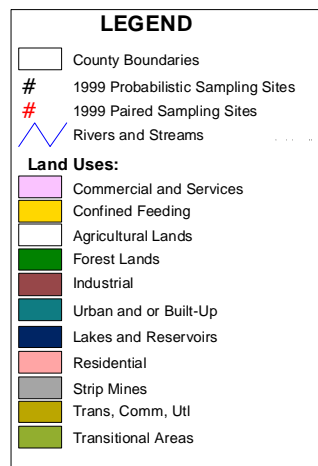 LEGEND
County Boundaries
# 1999 Probabilistic Sampling Sites
# 1999 Paired Sampling Sites
Rivers and Streams
Land Uses:
Commercial and Services
Confined Feeding
Agricultural Lands
Forest Lands
Industrial
Urban and or Built-Up
Lakes and Reservoirs
Residential
Strip Mines
Trans, Comm, Utl
Transitional Areas